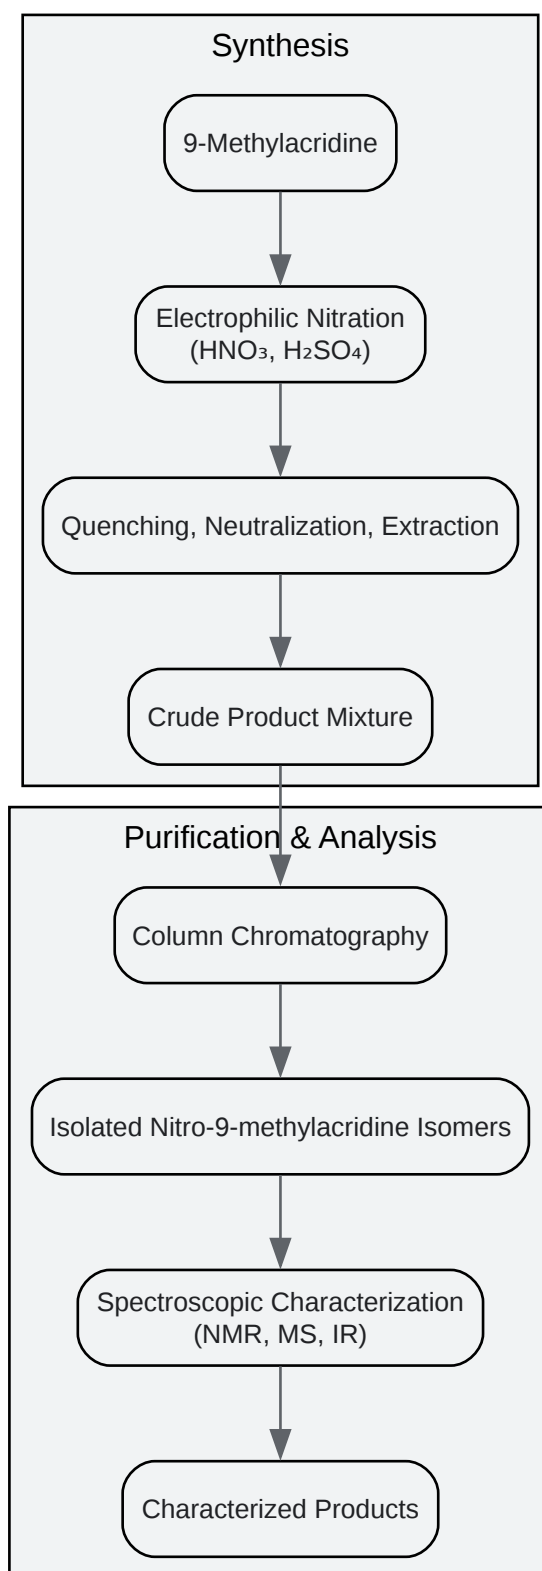 Synthesis
9-Methylacridine
Electrophilic Nitration
(HNO₃, H₂SO₄)
Quenching, Neutralization, Extraction
Crude Product Mixture
Purification & Analysis
Column Chromatography
Isolated Nitro-9-methylacridine Isomers
Spectroscopic Characterization
(NMR, MS, IR)
Characterized Products